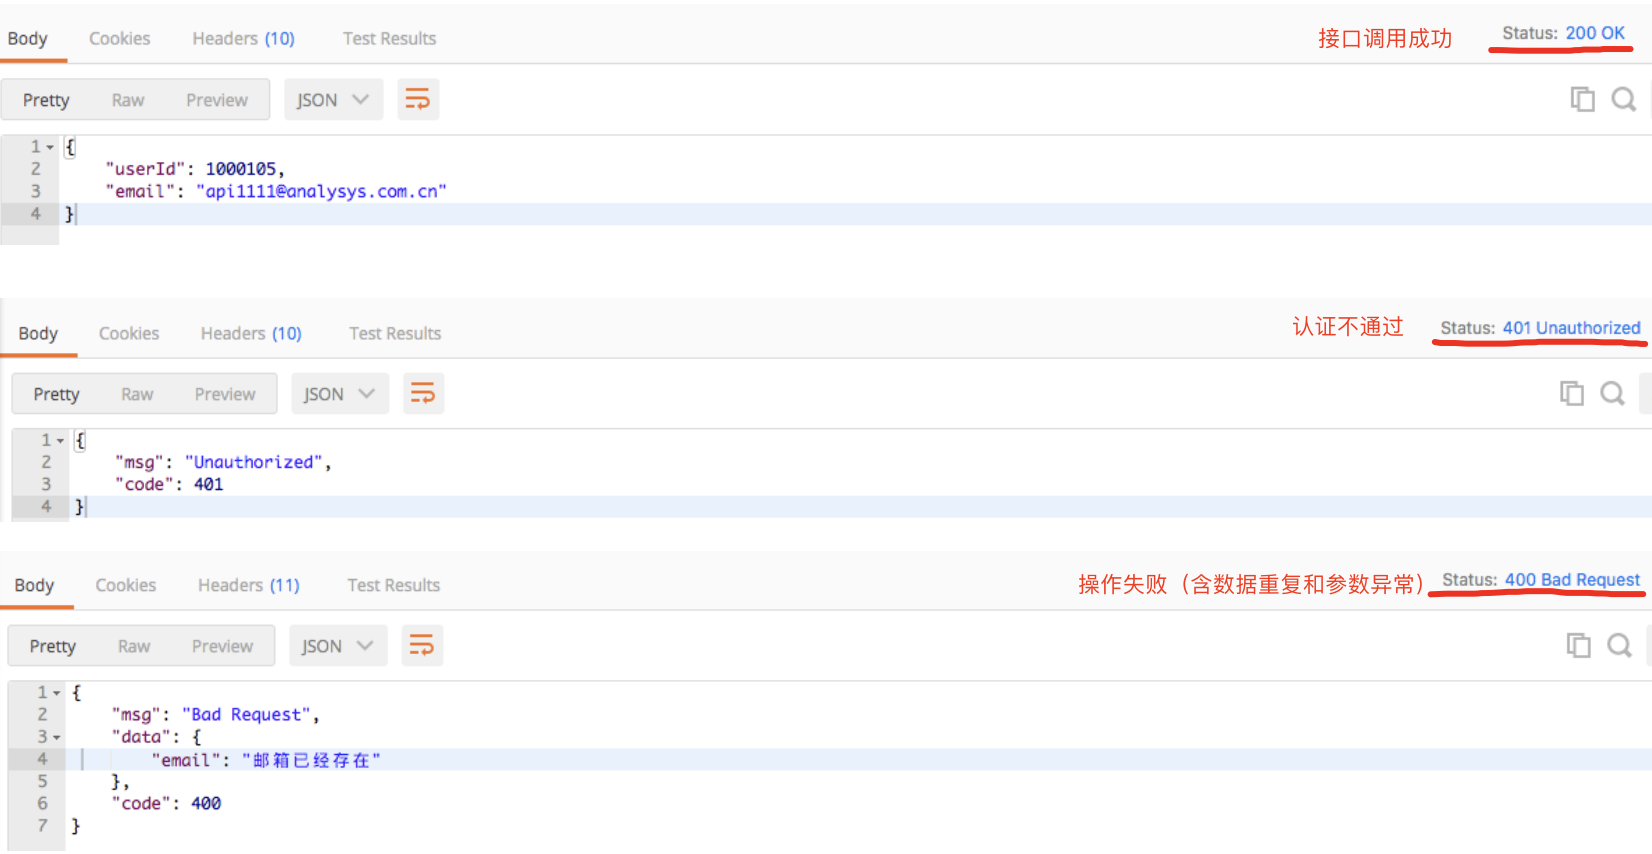 Body Cookies Headers (10) Test Results 接口调用成功 Status: 200 OK
Pretty Raw Preview JSON
1 {
2 "userId": 1000105,
3 "email": "api1111@analysys.com.cn"
4 }
Body Cookies Headers (10) Test Results 认证不通过 Status: 401 Unauthorized
Pretty Raw Preview JSON
1 {
2 "msg": "Unauthorized",
3 "code": 401
4 }
Body Cookies Headers (11) Test Results 操作失败（含数据重复和参数异常） Status: 400 Bad Request
Pretty Raw Preview JSON
1 {
2 "msg": "Bad Request",
3 "data": {
4 "email": "邮箱已经存在"
5 },
6 "code": 400
7 }